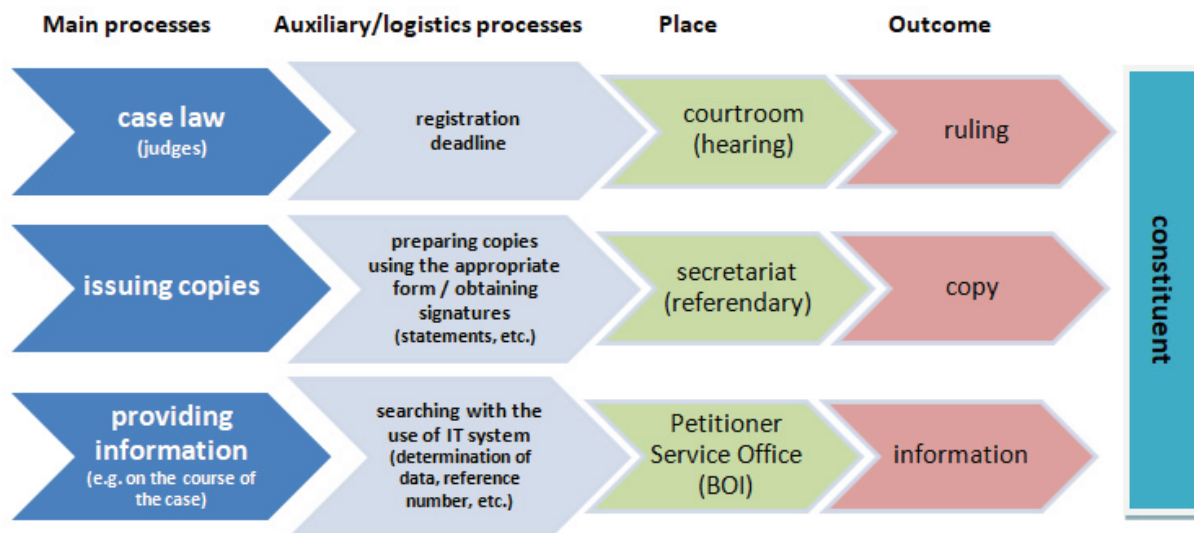 Main processes
Auxiliary/logistics processes
Place
Outcome
case law
(judges)
registration
deadline
courtroom
(hearing)
ruling
issuing copies
preparing copies
using the appropriate
form / obtaining
signatures
(statements, etc.)
secretariat
(referendary)
copy
providing
information
(e.g. on the course of
the case)
searching with the
use of IT system
(determination of
data, reference
number, etc.)
Petitioner
Service Office
(BOI)
information
constituent